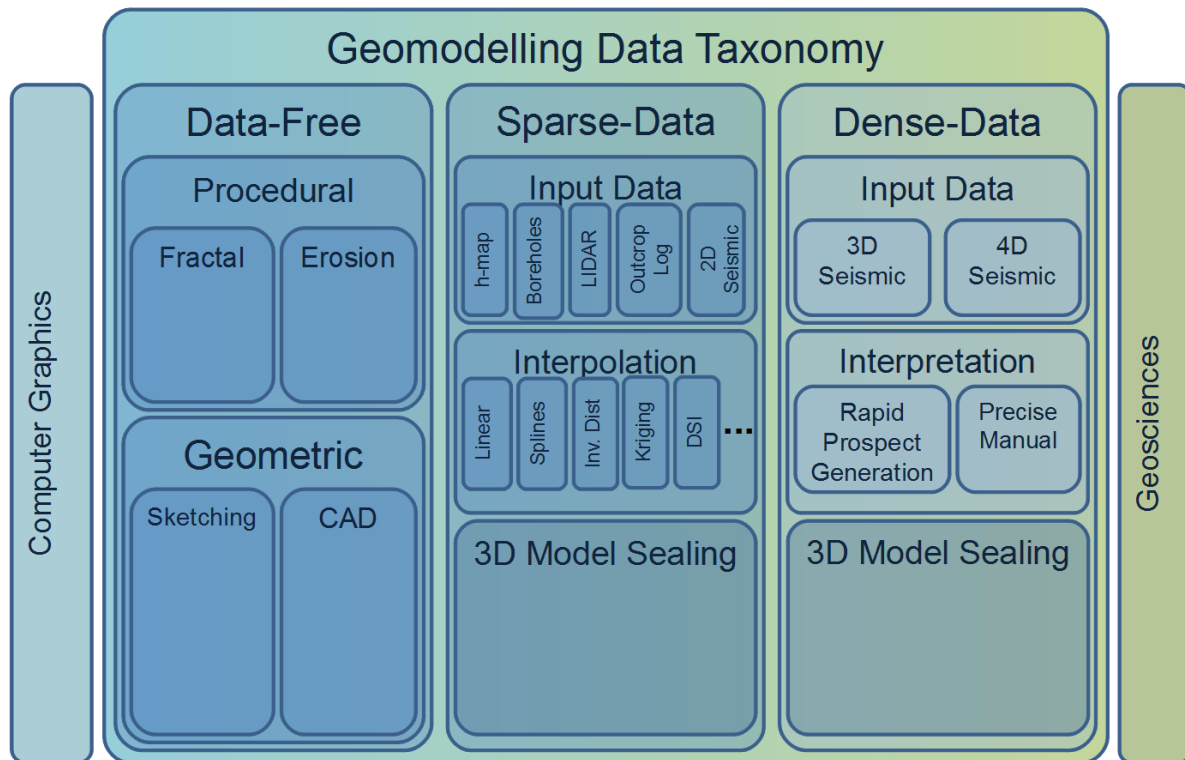 Geomodelling Data Taxonomy
Computer Graphics
Data-Free
Procedural
Fractal
Erosion
Geometric
Sketching
CAD
Sparse-Data
Input Data
h-map
Boreholes
LIDAR
Outcrop
Log
2D
Seismic
Interpolation
Linear
Splines
Inv. Dist
Kriging
DSI
...
3D Model Sealing
Dense-Data
Input Data
3D
Seismic
4D
Seismic
Interpretation
Rapid
Prospect
Generation
Precise
Manual
3D Model Sealing
Geosciences